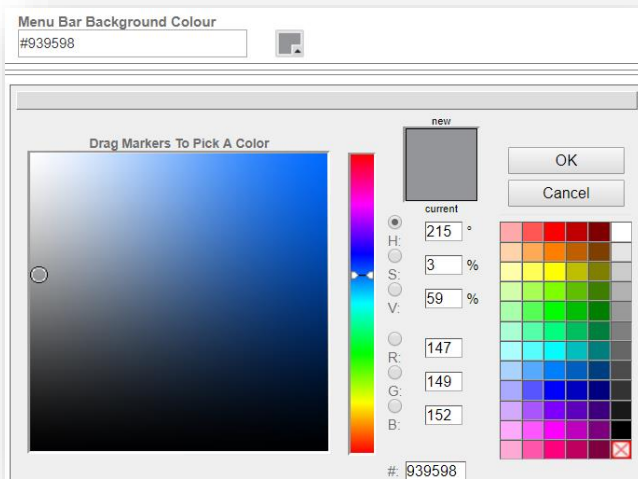 Menu Bar Background Colour
#939598
new
Drag Markers To Pick A Color
OK
Cancel
current
H: 215 °
S: 3 %
V: 59 %
R: 147
G: 149
B: 152
#: 939598